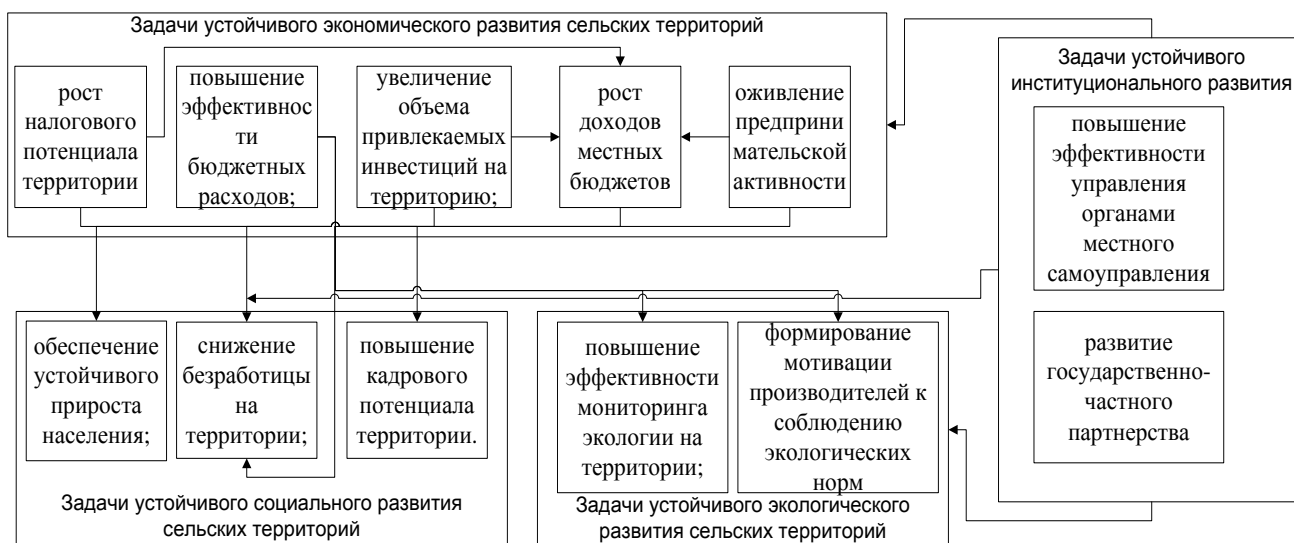 Задачи устойчивого экономического развития сельских территорий
рост
налогового
потенциала
территории
повышение
эффективнос
ти
бюджетных
расходов;
увеличение
объема
привлекаемых
инвестиций на
территорию;
рост
доходов
местных
бюджетов
оживление
предприни
мательской
активности
Задачи устойчивого
институционального развития
повышение
эффективности
управления
органами
местного
самоуправления
развитие
государственно-
частного
партнерства
обеспечение
устойчивого
прироста
населения;
снижение
безработицы
на
территории;
повышение
кадрового
потенциала
территории.
Задачи устойчивого социального развития
сельских территорий
повышение
эффективности
мониторинга
экологии на
территории;
формирование
мотивации
производителей к
соблюдению
экологических
норм
Задачи устойчивого экологического
развития сельских территорий